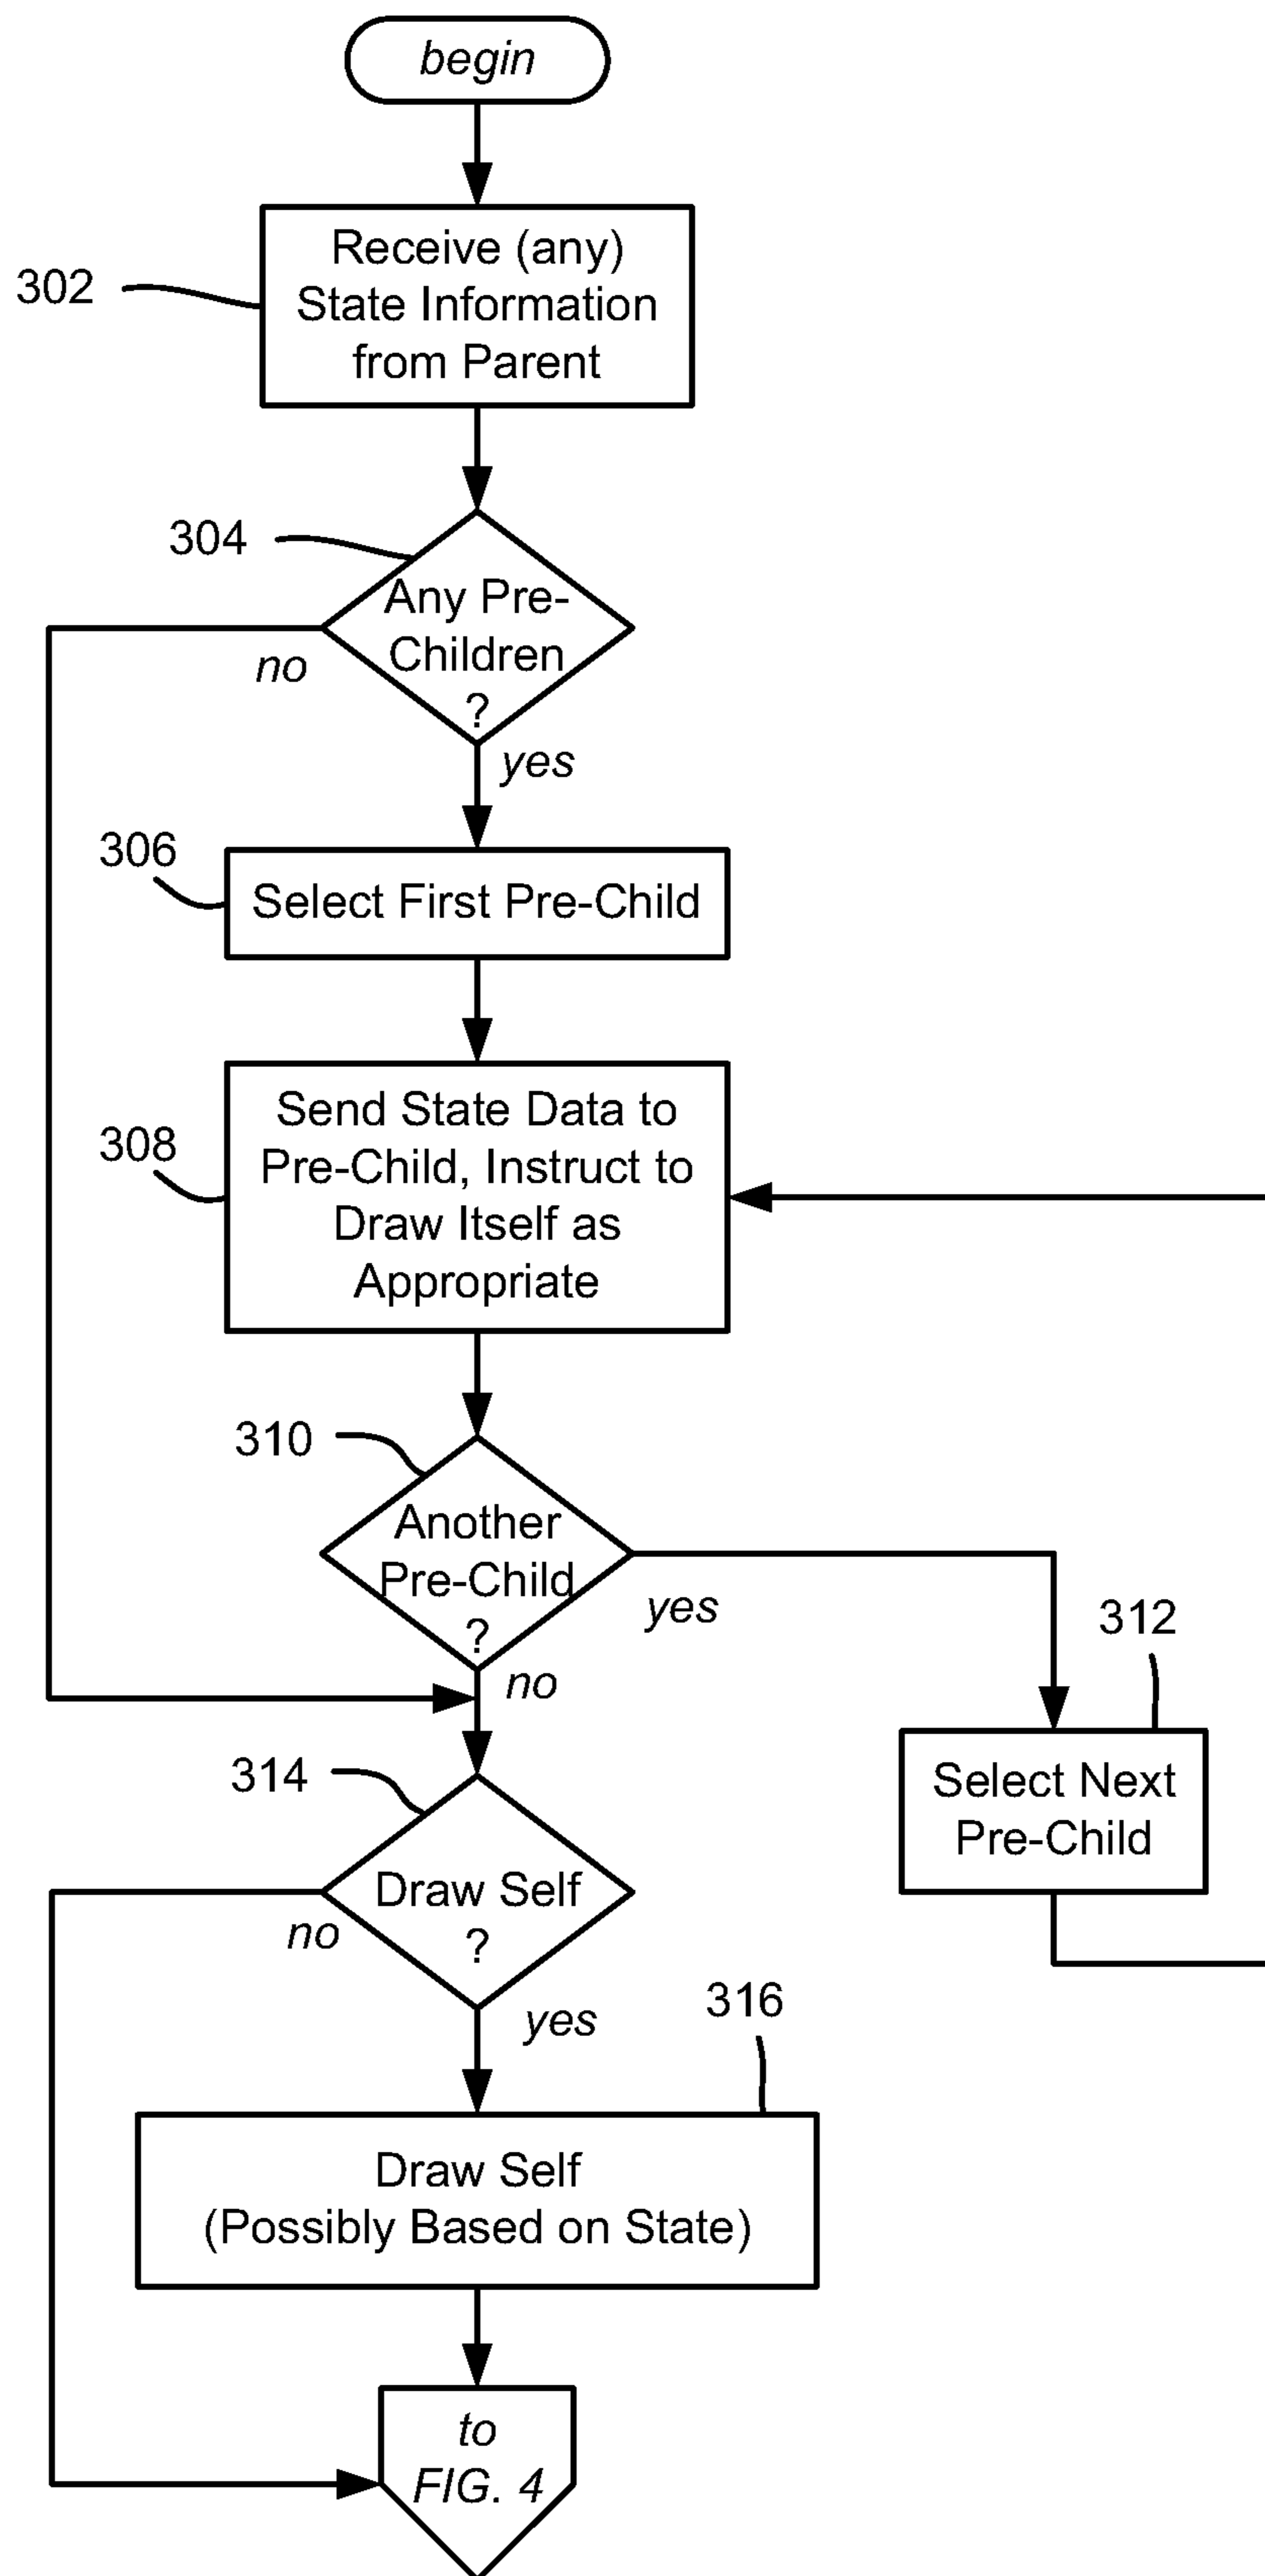 begin
302
Receive (any)
State Information
from Parent
304
Any Pre-
Children
?
no
yes
306
Select First Pre-Child
308
Send State Data to
Pre-Child, Instruct to
Draw Itself as
Appropriate
310
Another
Pre-Child
?
yes
no
312
Select Next
Pre-Child
314
Draw Self
?
no
yes
316
Draw Self
(Possibly Based on State)
to
FIG. 4